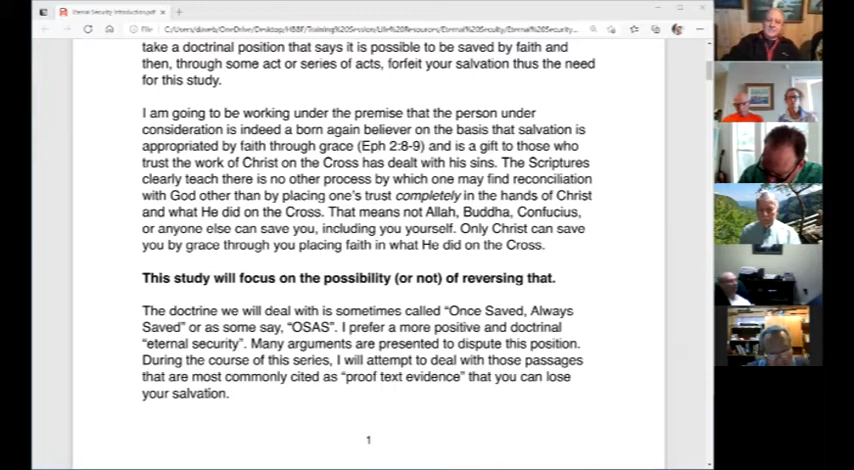 Eternal Security Introduction.pdf
take a doctrinal position that says it is possible to be saved by faith and
then, through some act or series of acts, forfeit your salvation thus the need
for this study.
I am going to be working under the premise that the person under
consideration is indeed a born again believer on the basis that salvation is
appropriated by faith through grace (Eph 2:8-9) and is a gift to those who
trust the work of Christ on the Cross has dealt with his sins. The Scriptures
clearly teach there is no other process by which one may find reconciliation
with God other than by placing one's trust completely in the hands of Christ
and what He did on the Cross. That means not Allah, Buddha, Confucius,
or anyone else can save you, including you yourself. Only Christ can save
you by grace through you placing faith in what He did on the Cross.
This study will focus on the possibility (or not) of reversing that.
The doctrine we will deal with is sometimes called “Once Saved, Always
Saved” or as some say, “OSAS”. I prefer a more positive and doctrinal
“eternal security”. Many arguments are presented to dispute this position.
During the course of this series, I will attempt to deal with those passages
that are most commonly cited as “proof text evidence” that you can lose
your salvation.
1